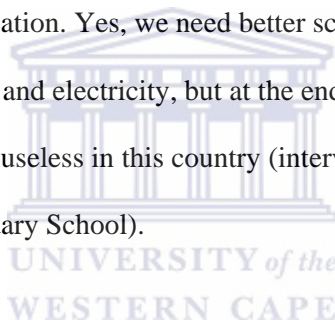 ation. Yes, we need better sc
and electricity, but at the end
useless in this country (interv
ary School).
UNIVERSITY of the
WESTERN CAPE